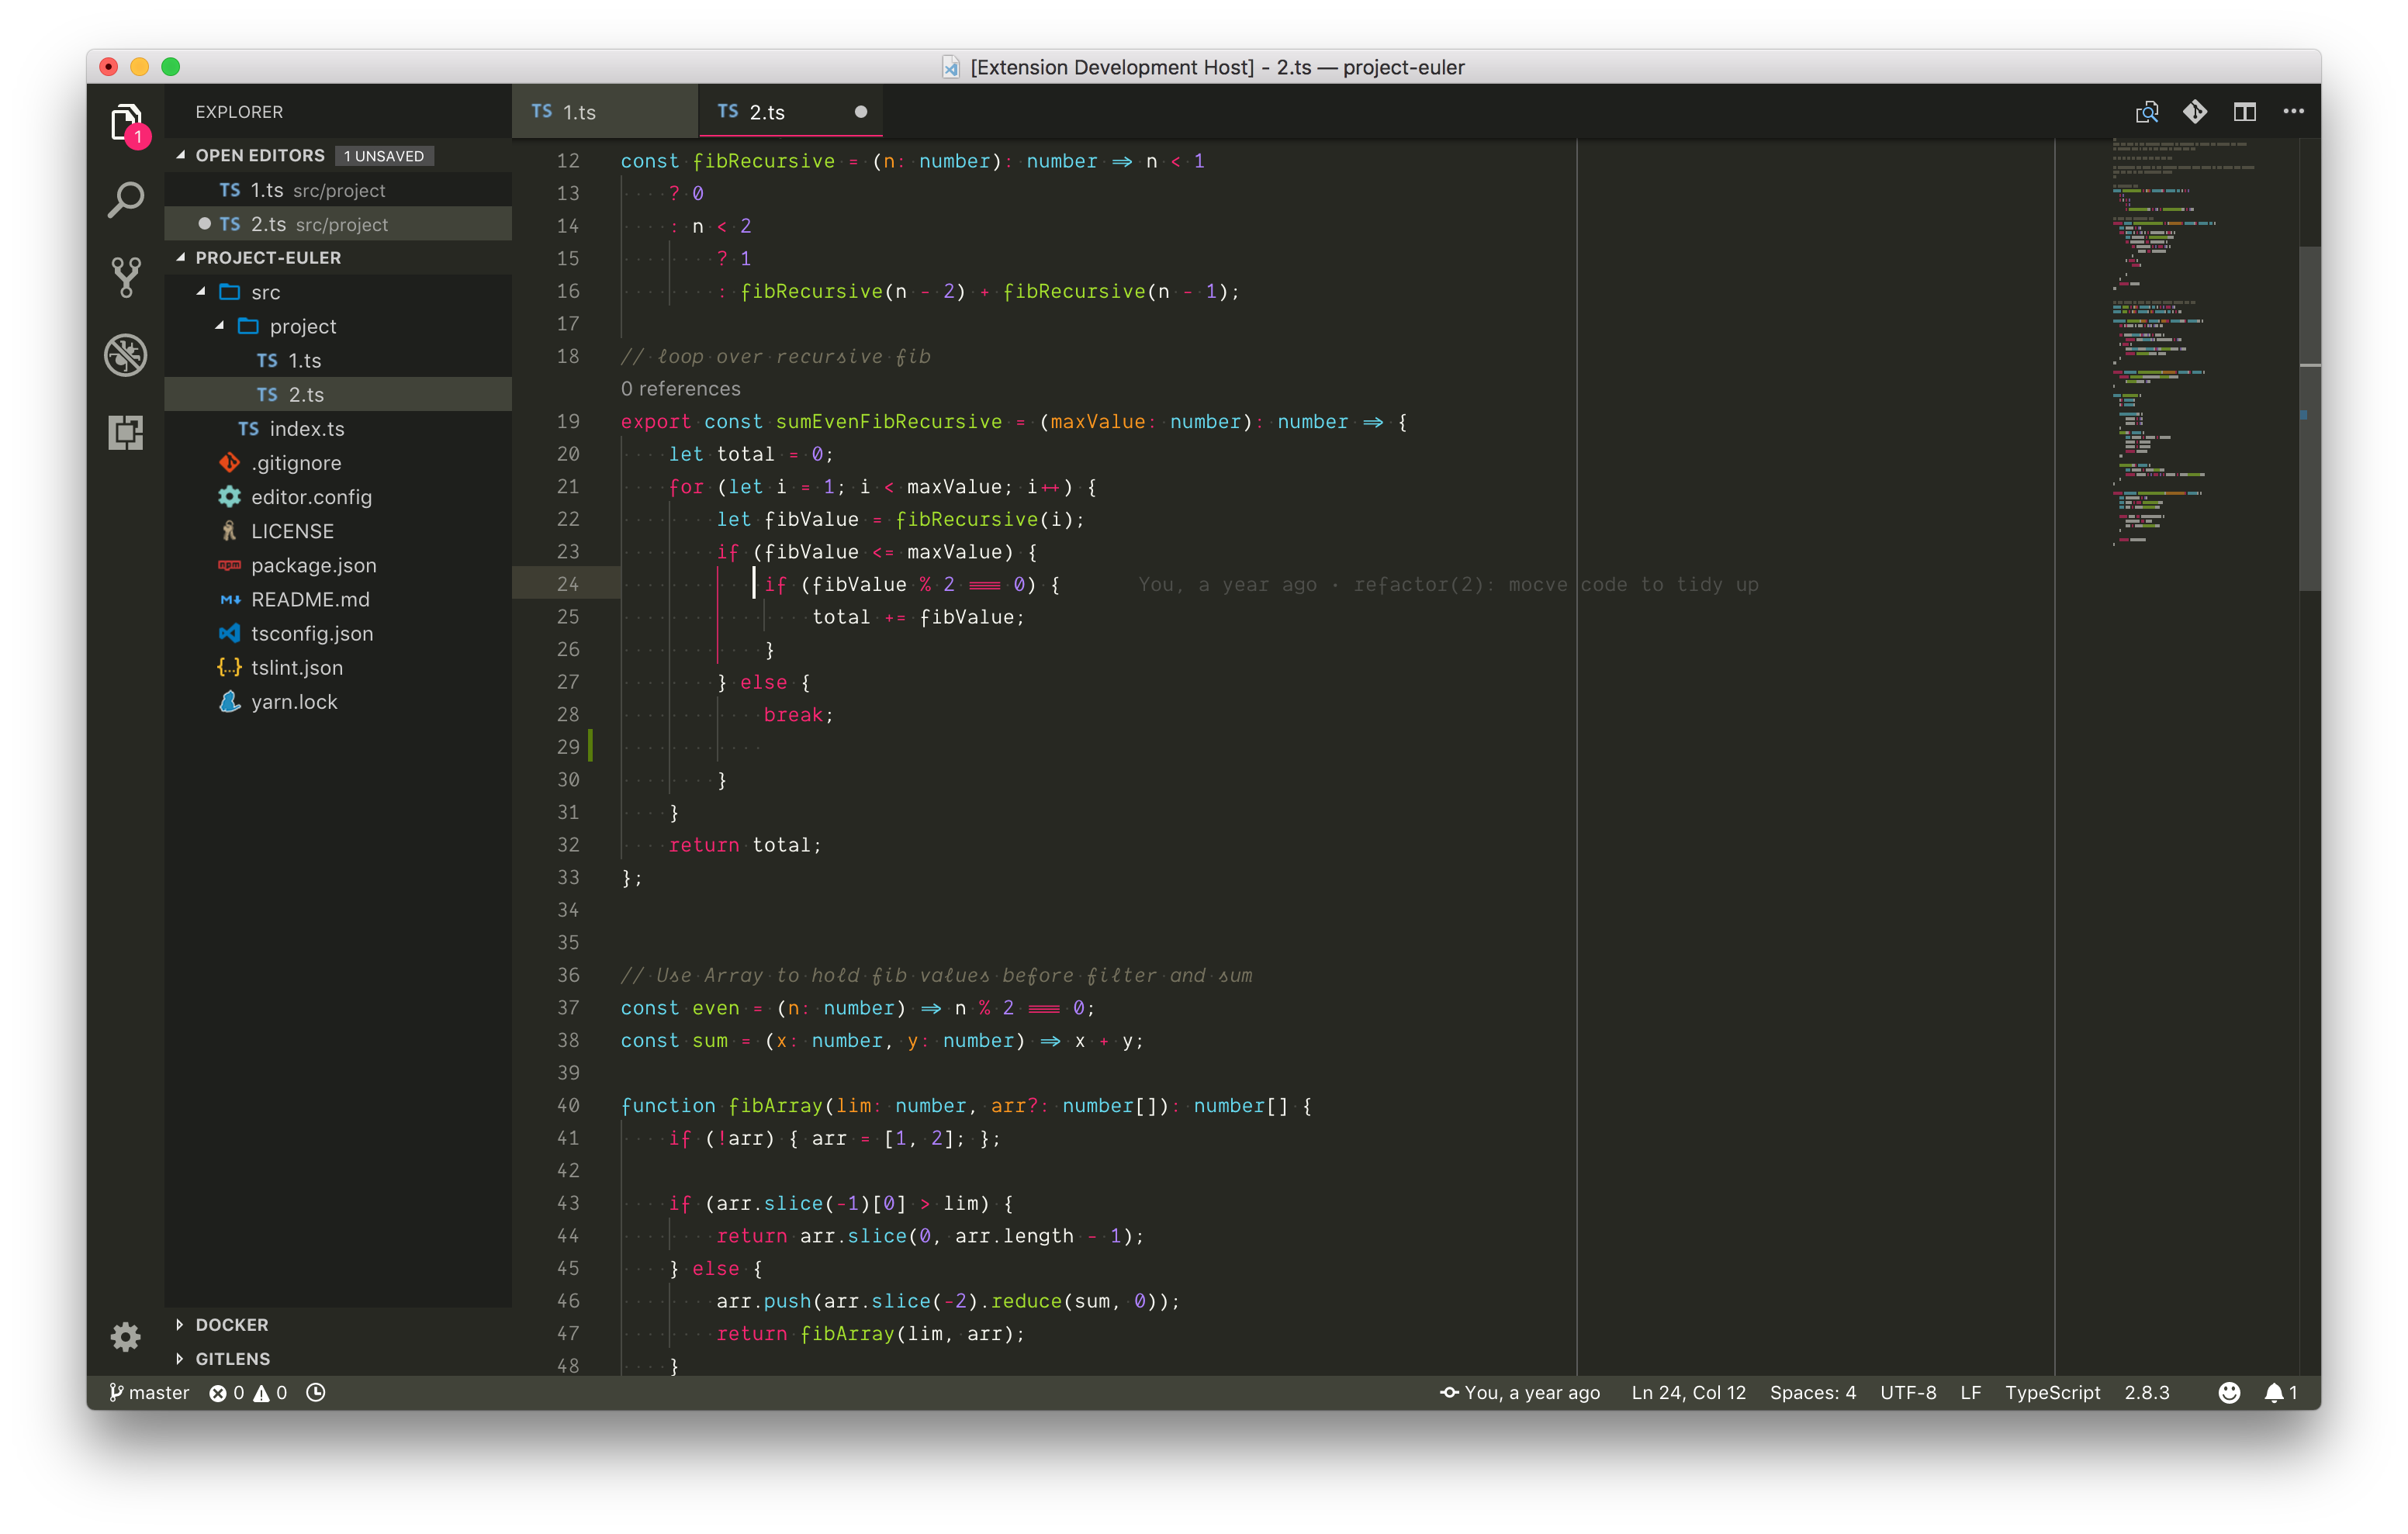 [Extension Development Host] - 2.ts — project-euler
EXPLORER
TS 1.ts
TS 2.ts
1
OPEN EDITORS 1 UNSAVED
TS 1.ts src/project
TS 2.ts src/project
PROJECT-EULER
src
project
TS 1.ts
TS 2.ts
TS index.ts
.gitignore
editor.config
LICENSE
npm package.json
M↓ README.md
tsconfig.json
{..} tslint.json
yarn.lock
DOCKER
GITLENS
12 const fibRecursive = (n: number): number => n < 1
13     ? 0
14     : n < 2
15         ? 1
16         : fibRecursive(n - 2) + fibRecursive(n - 1);
17
18 // loop over recursive fib
0 references
19 export const sumEvenFibRecursive = (maxValue: number): number => {
20     let total = 0;
21     for (let i = 1; i < maxValue; i++) {
22         let fibValue = fibRecursive(i);
23         if (fibValue <= maxValue) {
24             if (fibValue % 2 === 0) { You, a year ago • refactor(2): mocve code to tidy up
25                 total += fibValue;
26             }
27         } else {
28             break;
29
30         }
31     }
32     return total;
33 };
34
35
36 // Use Array to hold fib values before filter and sum
37 const even = (n: number) => n % 2 === 0;
38 const sum = (x: number, y: number) => x + y;
39
40 function fibArray(lim: number, arr?: number[]): number[] {
41     if (!arr) { arr = [1, 2]; };
42
43     if (arr.slice(-1)[0] > lim) {
44         return arr.slice(0, arr.length - 1);
45     } else {
46         arr.push(arr.slice(-2).reduce(sum, 0));
47         return fibArray(lim, arr);
48     }
master 0 0 You, a year ago Ln 24, Col 12 Spaces: 4 UTF-8 LF TypeScript 2.8.3 1